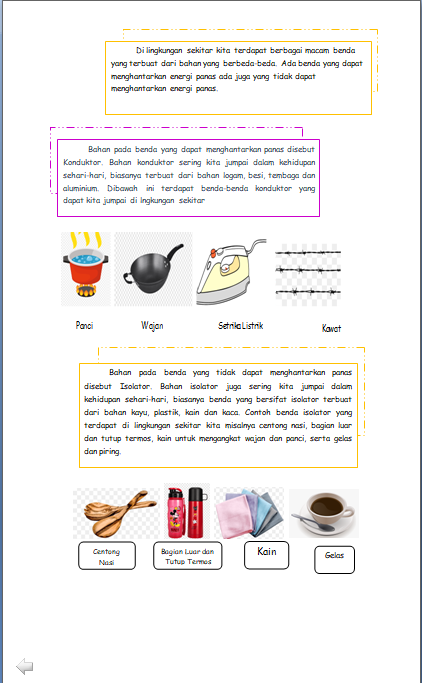 Di lingkungan sekitar kita terdapat berbagai macam benda
yang terbuat dari bahan yang berbeda-beda. Ada benda yang dapat
menghantarkan energi panas ada juga yang tidak dapat
menghantarkan energi panas.
Bahan pada benda yang dapat menghantarkan panas disebut
Konduktor. Bahan konduktor sering kita jumpai dalam kehidupan
sehari-hari, biasanya terbuat dari bahan logam, besi, tembaga dan
aluminium. Dibawah ini terdapat benda-benda konduktor yang
dapat kita jumpai di lngkungan sekitar
Panci Wajan Setrika Listrik Kawat
Bahan pada benda yang tidak dapat menghantarkan panas
disebut Isolator. Bahan isolator juga sering kita jumpai dalam
kehidupan sehari-hari, biasanya benda yang bersifat isolator terbuat
dari bahan kayu, plastik, kain dan kaca. Contoh benda isolator yang
terdapat di lingkungan sekitar kita misalnya centong nasi, bagian luar
dan tutup termos, kain untuk mengangkat wajan dan panci, serta gelas
dan piring.
Centong
Nasi
Bagian Luar dan
Tutup Termos
Kain
Gelas